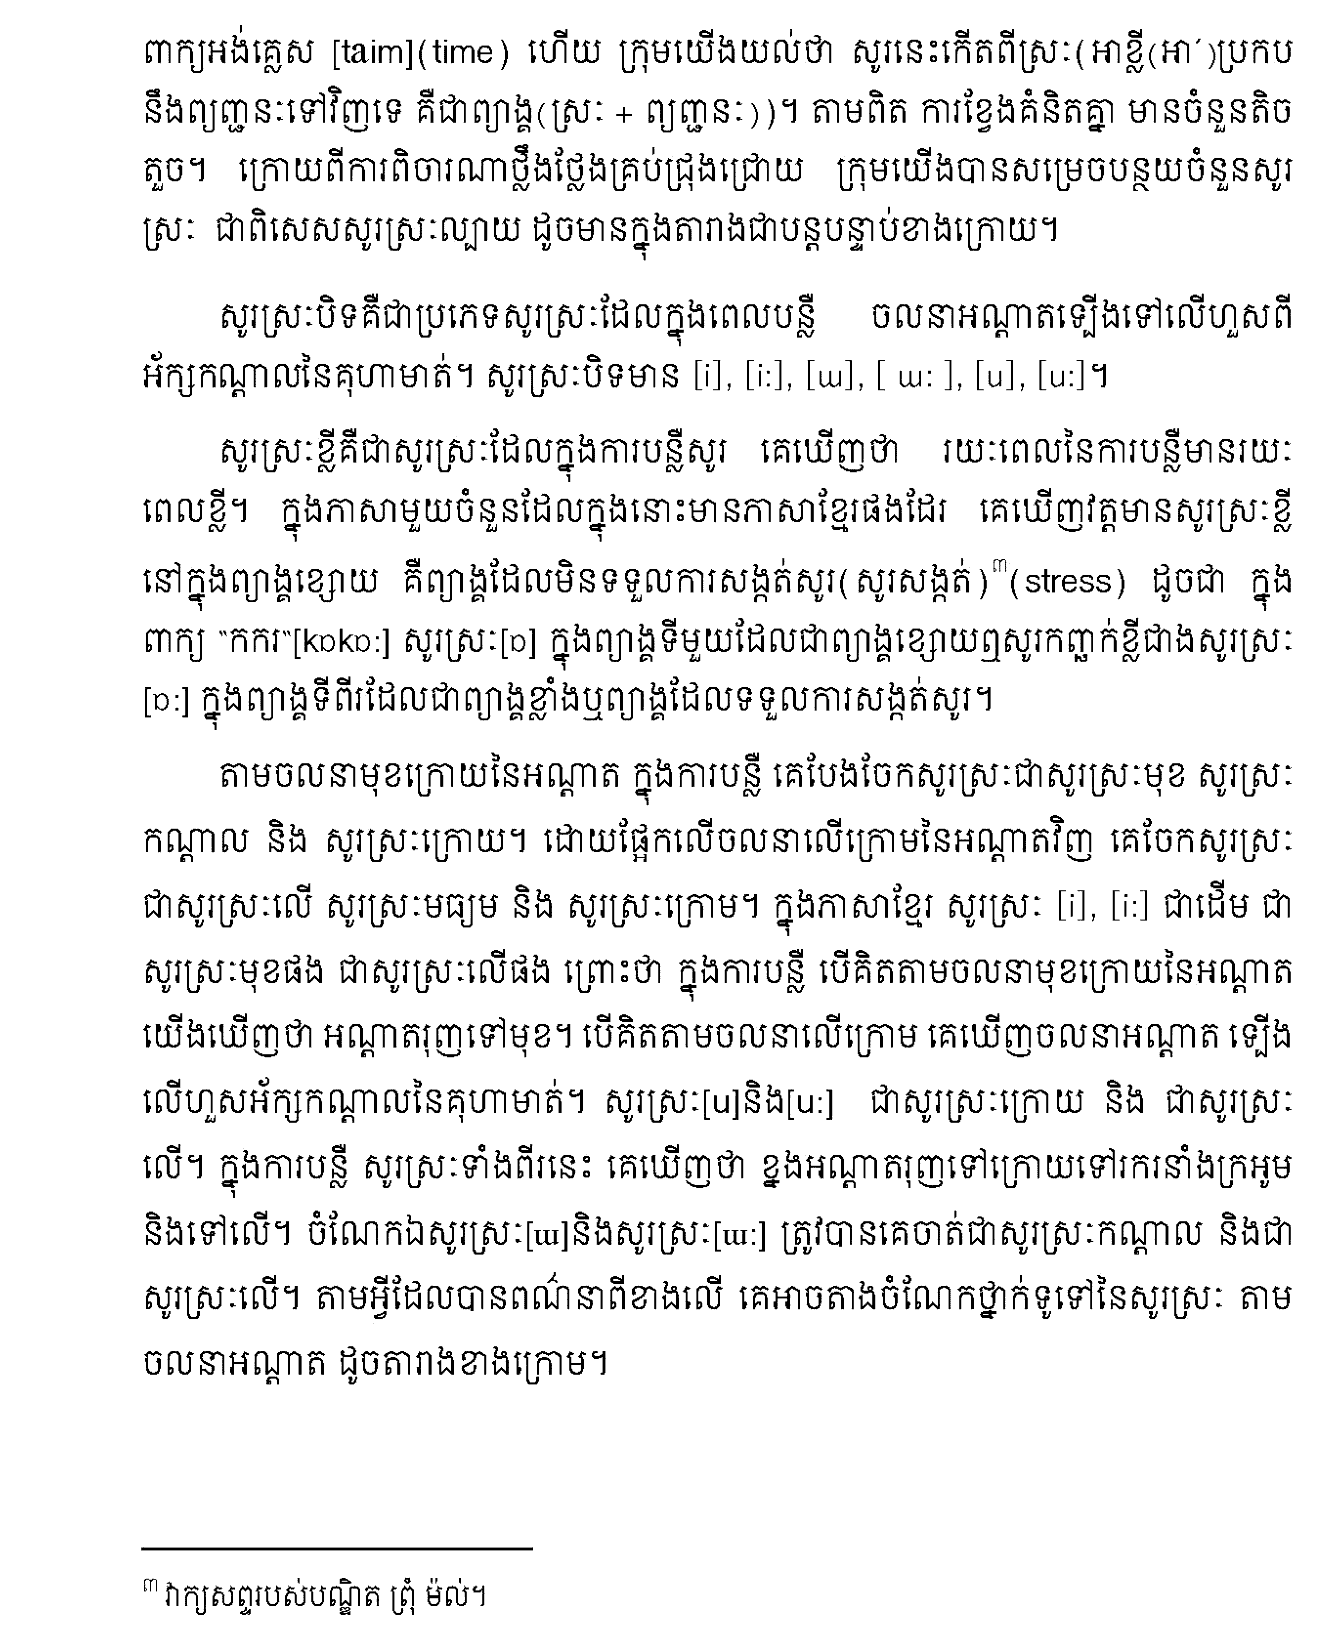 ពាក្យអង់គ្លេស [taim](time) ហើយ ក្រុមយើងយល់ថា សូរនេះកើតពីស្រៈ(អាខ្លី(អា´)ប្រកប
នឹងព្យញ្ជនៈទៅវិញទេ គឺជាព្យាង្គ(ស្រៈ + ព្យញ្ជនៈ))។ តាមពិត ការខ្វែងគំនិតគ្នា មានចំនួនតិច
តួច។ ក្រោយពីការពិចារណាថ្លឹងថ្លែងគ្រប់ជ្រុងជ្រោយ ក្រុមយើងបានសម្រេចបន្ថយចំនួនសូរ
ស្រៈ ជាពិសេសសូរស្រៈល្បាយ ដូចមានក្នុងតារាងជាបន្តបន្ទាប់ខាងក្រោយ។
សូរស្រៈបិទគឺជាប្រភេទសូរស្រៈដែលក្នុងពេលបន្លឺ ចលនាអណ្តាតឡើងទៅលើហួសពី
អ័ក្សកណ្តាលនៃគុហាមាត់។ សូរស្រៈបិទមាន [i], [i:], [ɯ], [ ɯ: ], [u], [u:]។
សូរស្រៈខ្លីគឺជាសូរស្រៈដែលក្នុងការបន្លឺសូរ គេឃើញថា រយៈពេលនៃការបន្លឺមានរយៈ
ពេលខ្លី។ ក្នុងភាសាមួយចំនួនដែលក្នុងនោះមានភាសាខ្មែរផងដែរ គេឃើញវត្តមានសូរស្រៈខ្លី
នៅក្នុងព្យាង្គខ្សោយ គឺព្យាង្គដែលមិនទទួលការសង្កត់សូរ(សូរសង្កត់)³(stress) ដូចជា ក្នុង
ពាក្យ "កករ"[kɒkɒ:] សូរស្រៈ[ɒ] ក្នុងព្យាង្គទីមួយដែលជាព្យាង្គខ្សោយឮសូរកញ្ឆក់ខ្លីជាងសូរស្រៈ
[ɒ:] ក្នុងព្យាង្គទីពីរដែលជាព្យាង្គខ្លាំងឬព្យាង្គដែលទទួលការសង្កត់សូរ។
តាមចលនាមុខក្រោយនៃអណ្តាត ក្នុងការបន្លឺ គេបែងចែកសូរស្រៈជាសូរស្រៈមុខ សូរស្រៈ
កណ្តាល និង សូរស្រៈក្រោយ។ ដោយផ្អែកលើចលនាលើក្រោមនៃអណ្តាតវិញ គេចែកសូរស្រៈ
ជាសូរស្រៈលើ សូរស្រៈមធ្យម និង សូរស្រៈក្រោម។ ក្នុងភាសាខ្មែរ សូរស្រៈ [i], [i:] ជាដើម ជា
សូរស្រៈមុខផង ជាសូរស្រៈលើផង ព្រោះថា ក្នុងការបន្លឺ បើគិតតាមចលនាមុខក្រោយនៃអណ្តាត
យើងឃើញថា អណ្តាតរុញទៅមុខ។ បើគិតតាមចលនាលើក្រោម គេឃើញចលនាអណ្តាត ឡើង
លើហួសអ័ក្សកណ្តាលនៃគុហាមាត់។ សូរស្រៈ[u]និង[u:] ជាសូរស្រៈក្រោយ និង ជាសូរស្រៈ
លើ។ ក្នុងការបន្លឺ សូរស្រៈទាំងពីរនេះ គេឃើញថា ខ្នងអណ្តាតរុញទៅក្រោយទៅរករនាំងក្រអូម
និងទៅលើ។ ចំណែកឯសូរស្រៈ[ɯ]និងសូរស្រៈ[ɯ:] ត្រូវបានគេចាត់ជាសូរស្រៈកណ្តាល និងជា
សូរស្រៈលើ។ តាមអ្វីដែលបានពណ៌នាពីខាងលើ គេអាចតាងចំណែកថ្នាក់ទូទៅនៃសូរស្រៈ តាម
ចលនាអណ្តាត ដូចតារាងខាងក្រោម។
៣ វាក្យសព្ទរបស់បណ្ឌិត ព្រុំ ម៉ល់។